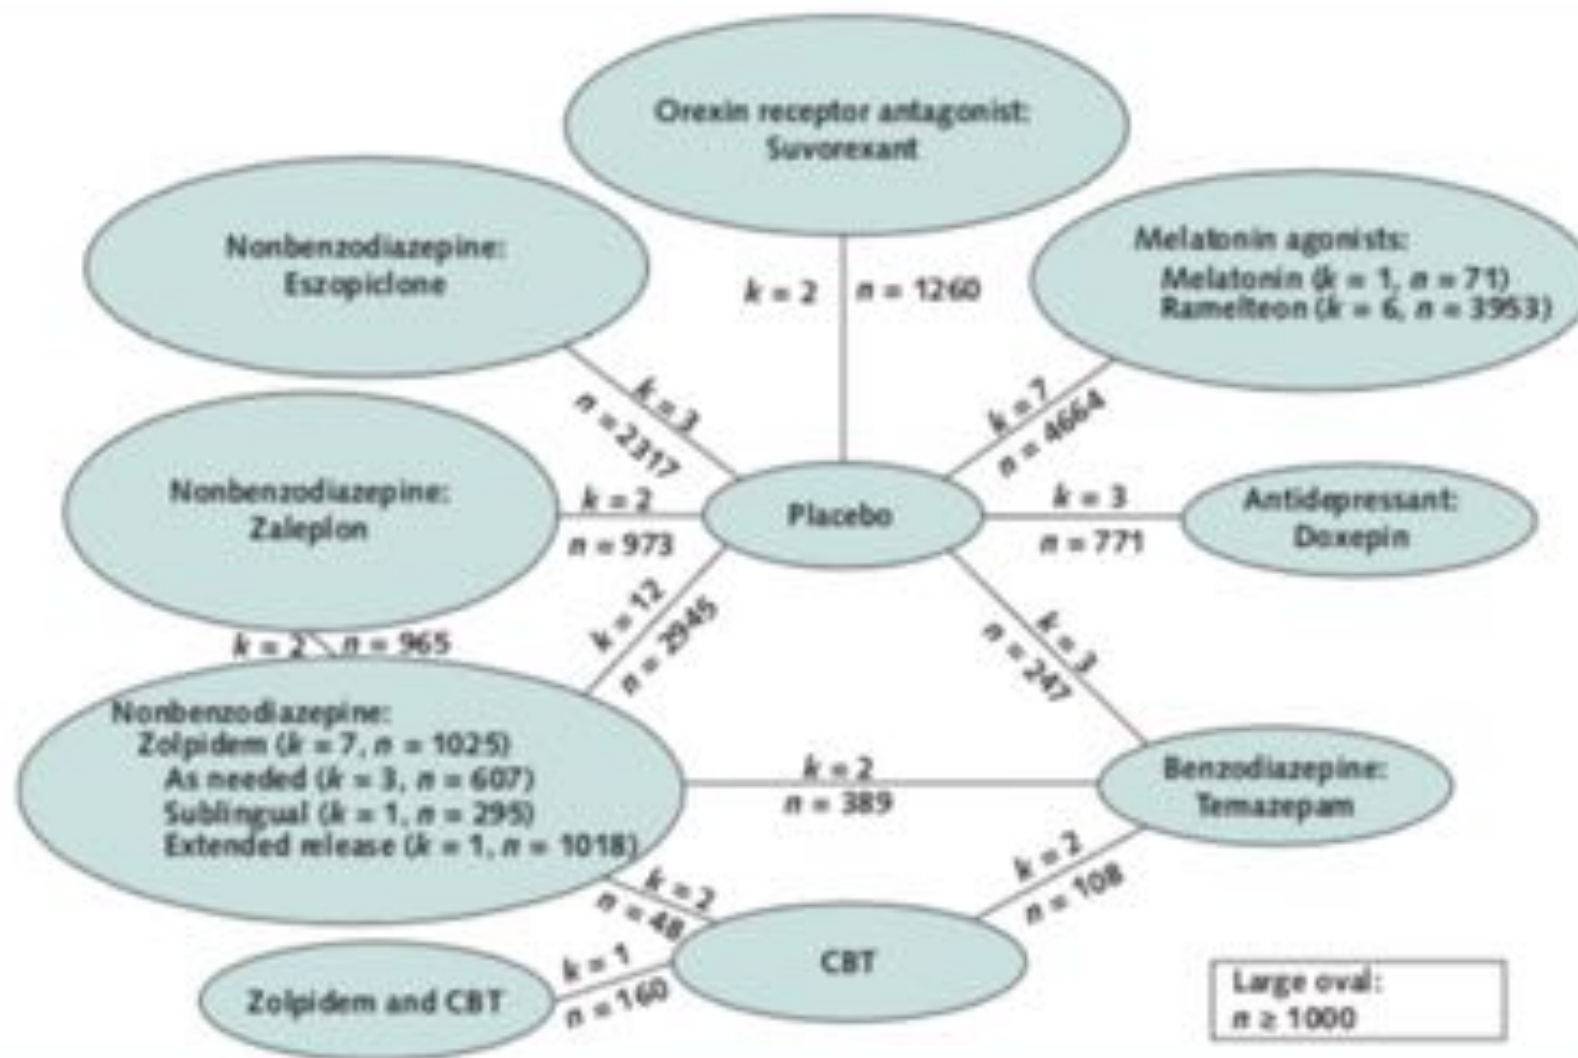 Orexin receptor antagonist:
Suvorexant
Nonbenzodiazepine:
Eszopiclone
Melatonin agonists:
Melatonin (k = 1, n = 71)
Ramelteon (k = 6, n = 3953)
k = 2
n = 1260
k = 3
n = 2317
k = 7
n = 4664
Nonbenzodiazepine:
Zaleplon
k = 2
n = 973
Placebo
k = 3
n = 771
Antidepressant:
Doxepin
k = 12
n = 2945
k = 3
n = 247
k = 2
n = 965
Nonbenzodiazepine:
Zolpidem (k = 7, n = 1025)
As needed (k = 3, n = 607)
Sublingual (k = 1, n = 295)
Extended release (k = 1, n = 1018)
k = 2
n = 389
Benzodiazepine:
Temazepam
k = 2
n = 48
k = 2
n = 108
Zolpidem and CBT
k = 1
n = 160
CBT
Large oval:
n ≥ 1000